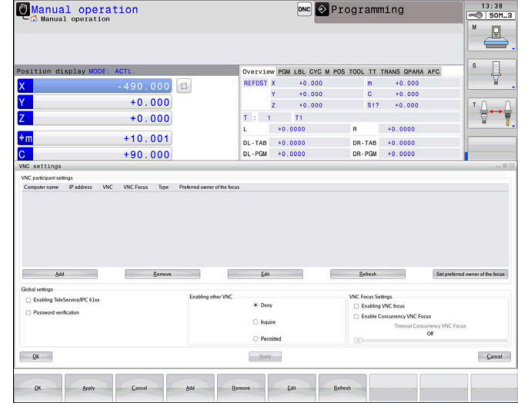 Manual operation
Manual operation
DNC
Programming
13:38
SOM_3
M
Position display MODE: ACTL.
X -490.000
Y +0.000
Z +0.000
m +10.001
C +90.000
Overview PGM LBL CYC M POS TOOL TT TRANS QPARA AFC
REFDST X +0.000 m +0.000
Y +0.000 C +0.000
Z +0.000 S1? +0.000
T : 1 T1
L +0.0000 R +0.0000
DL-TAB +0.0000 DR-TAB +0.0000
DL-PGM +0.0000 DR-PGM +0.0000
S
T
VNC settings
VNC participant settings
Computer name IP address VNC VNC Focus Type Preferred owner of the focus
Add Remove Edit Refresh Set preferred owner of the focus
Global settings
Enabling TeleService/IPC 61xx
Password verification
Enabling other VNC
Deny
Inquire
Permitted
VNC Focus Settings
Enabling VNC focus
Enable Concurrency VNC Focus
Timeout Concurrency VNC Focus
Off
OK Apply Cancel
OK Apply Cancel Add Remove Edit Refresh